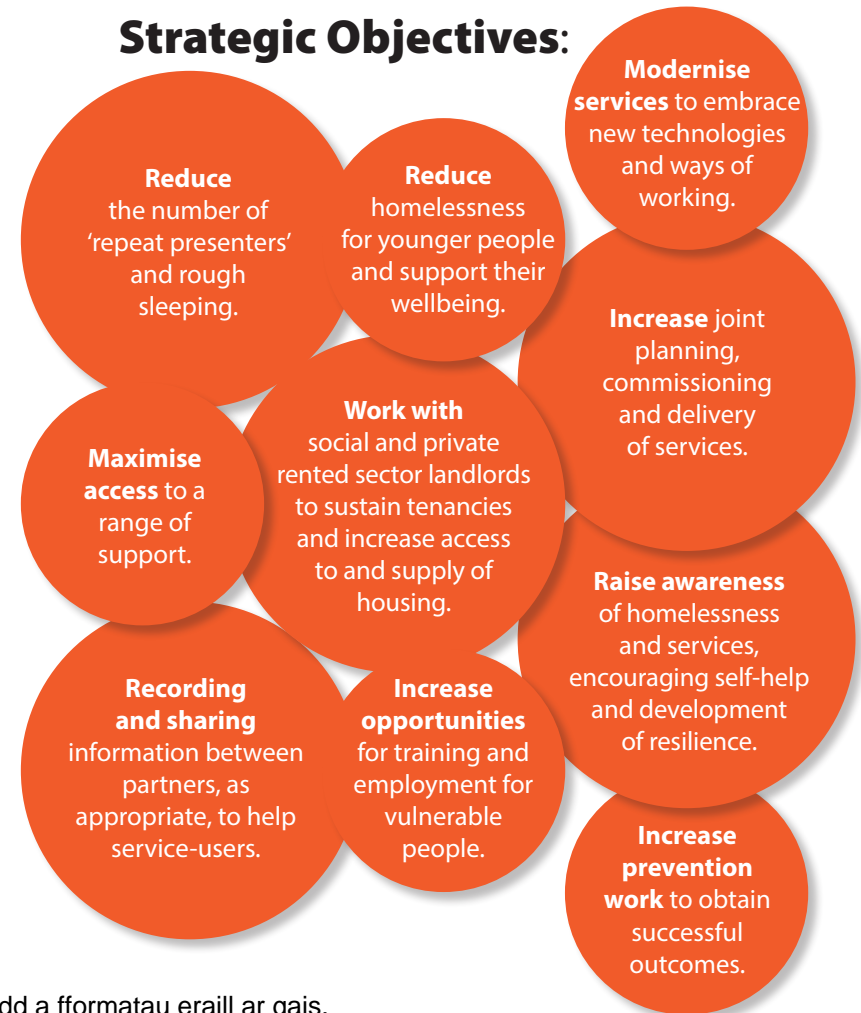 Strategic Objectives:
Modernise
services to embrace
new technologies
and ways of
working.
Reduce
the number of
‘repeat presenters’
and rough
sleeping.
Reduce
homelessness
for younger people
and support their
wellbeing.
Increase joint
planning,
commissioning
and delivery
of services.
Work with
social and private
rented sector landlords
to sustain tenancies
and increase access
to and supply of
housing.
Maximise
access to a
range of
support.
Raise awareness
of homelessness
and services,
encouraging self-help
and development
of resilience.
Recording
and sharing
information between
partners, as
appropriate, to help
service-users.
Increase
opportunities
for training and
employment for
vulnerable
people.
Increase
prevention
work to obtain
successful
outcomes.
a fformatau eraill ar gais.